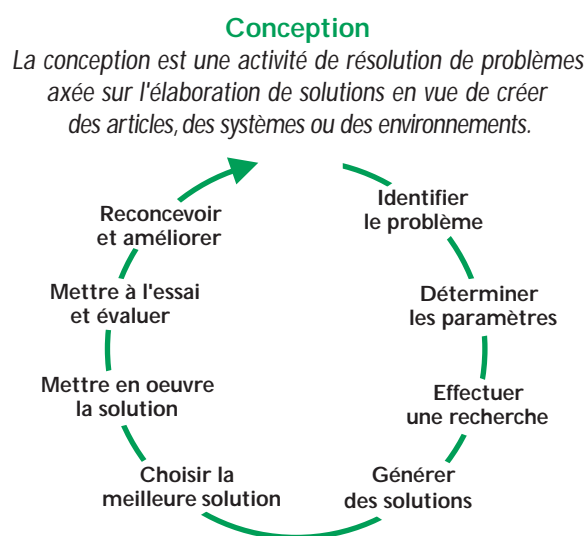 Conception
La conception est une activité de résolution de problèmes
axée sur l'élaboration de solutions en vue de créer
des articles, des systèmes ou des environnements.
Identifier
le problème
Déterminer
les paramètres
Effectuer
une recherche
Générer
des solutions
Choisir la
meilleure solution
Mettre en oeuvre
la solution
Mettre à l'essai
et évaluer
Reconcevoir
et améliorer